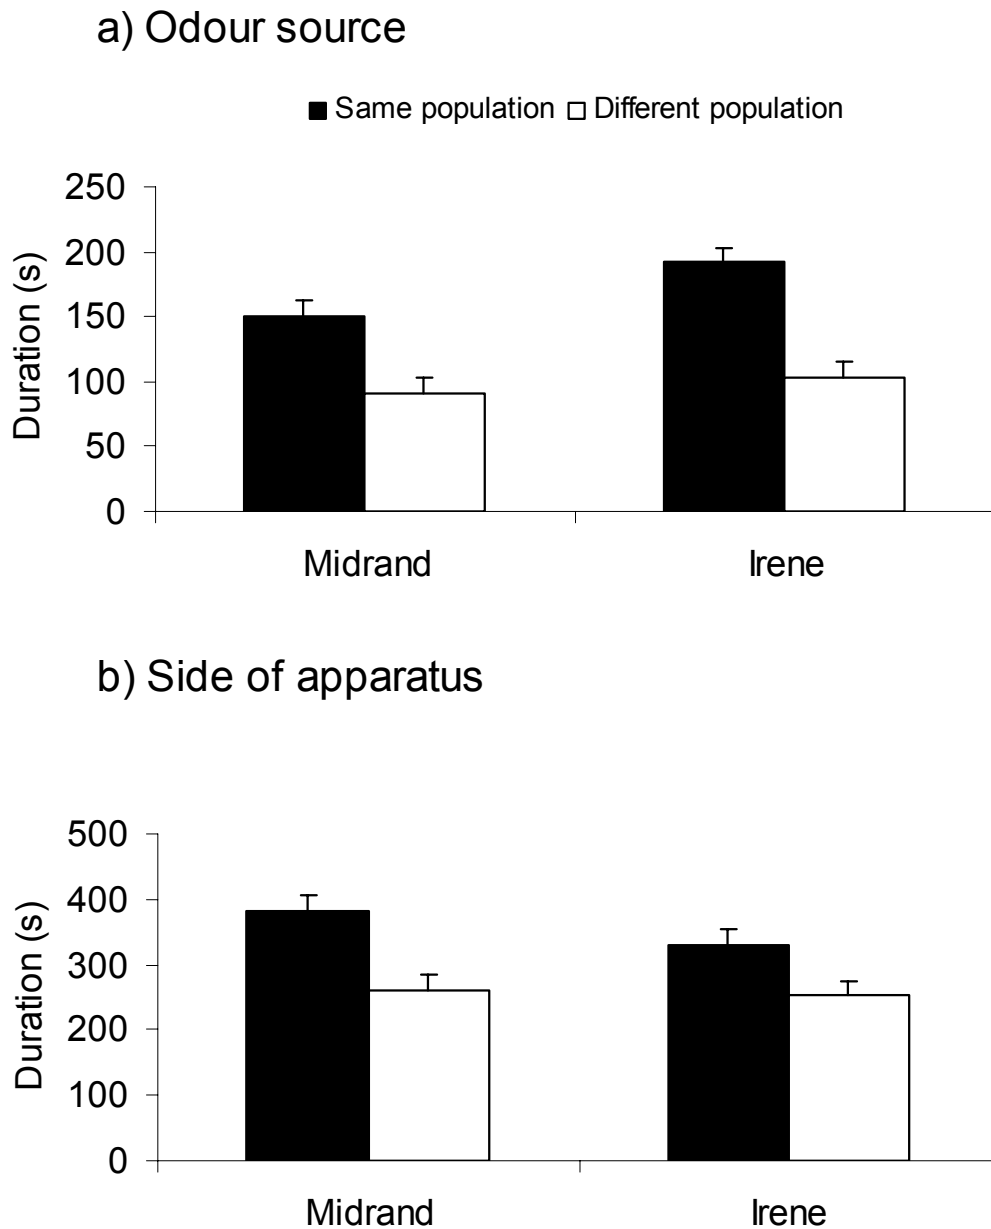 a) Odour source
Same population Different population
Duration (s)
250
200
150
100
50
0
Midrand Irene
b) Side of apparatus
Duration (s)
500
400
300
200
100
0
Midrand Irene